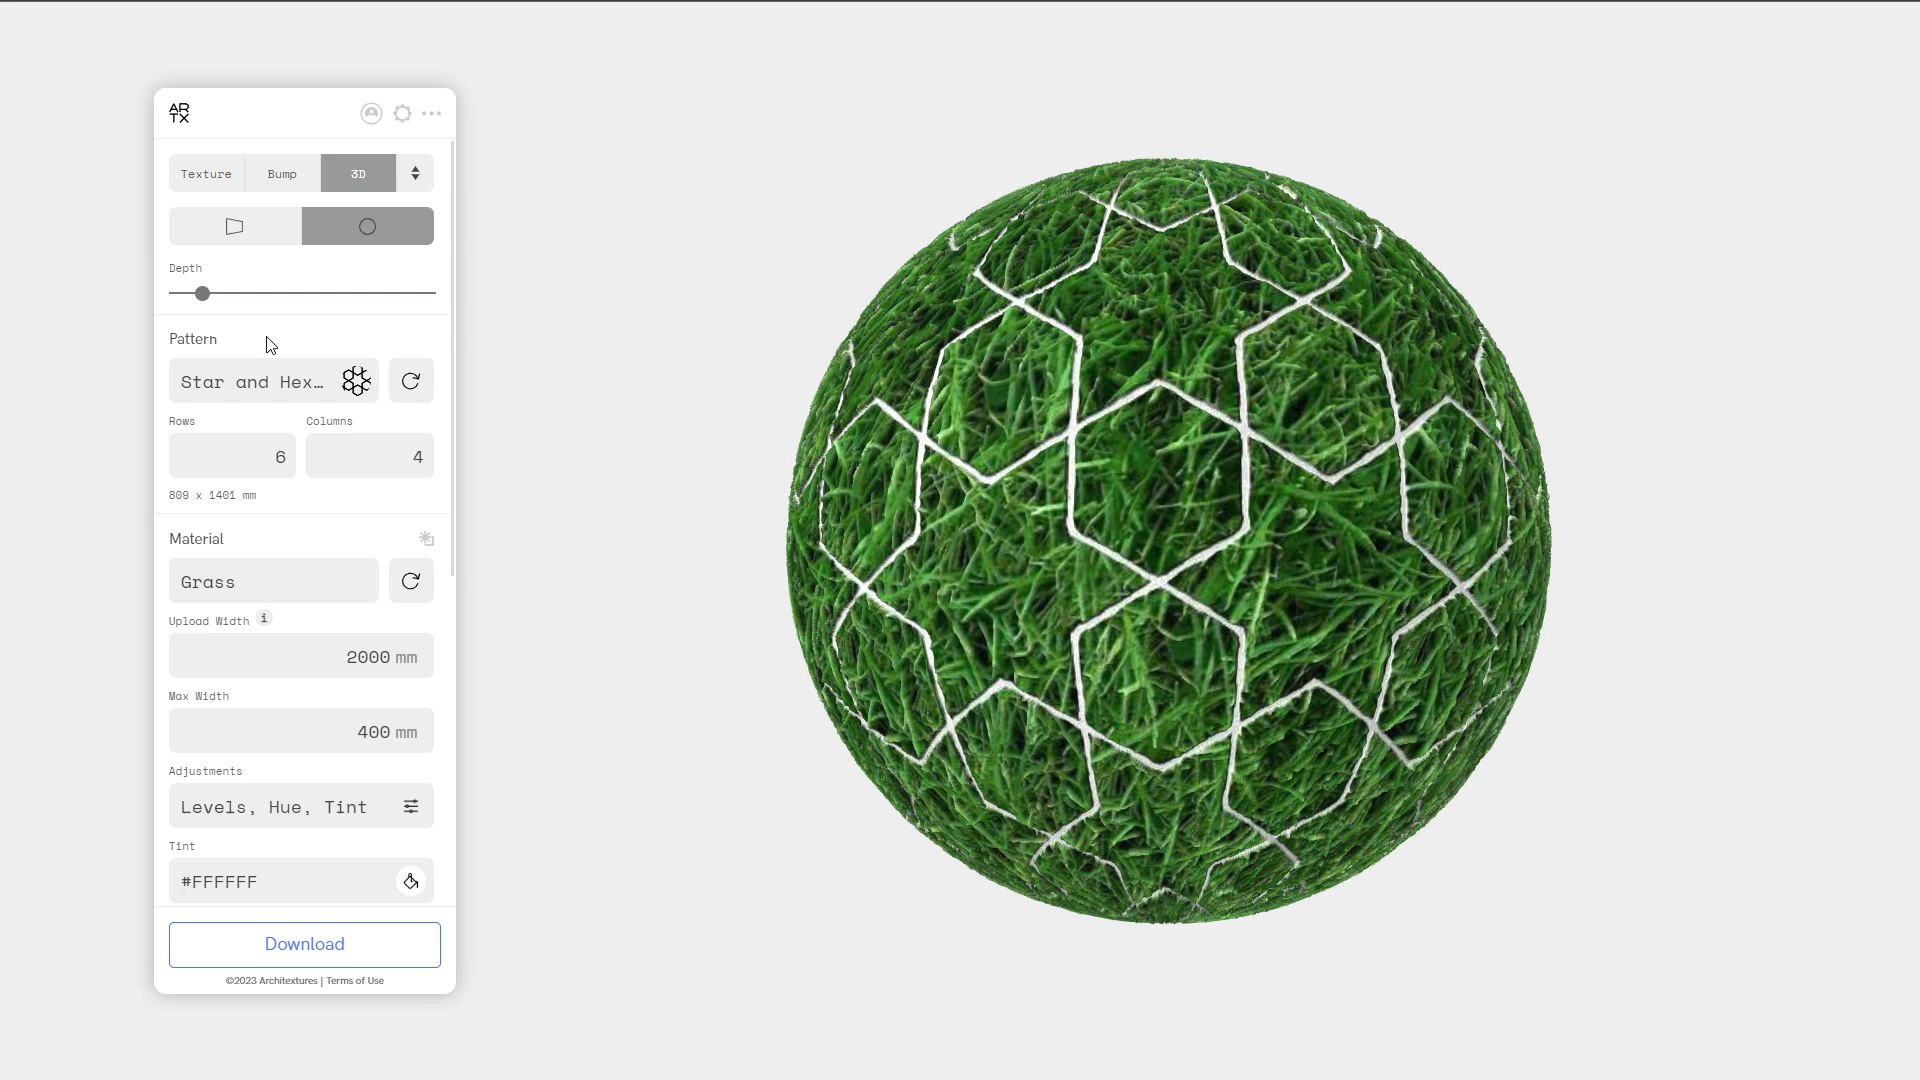 AR
TX
Texture Bump 3D
Depth
Pattern
Star and Hex…
Rows Columns
6 4
809 x 1401 mm
Material
Grass
Upload Width i
2000 mm
Max Width
400 mm
Adjustments
Levels, Hue, Tint
Tint
#FFFFFF
Download
©2023 Architextures | Terms of Use